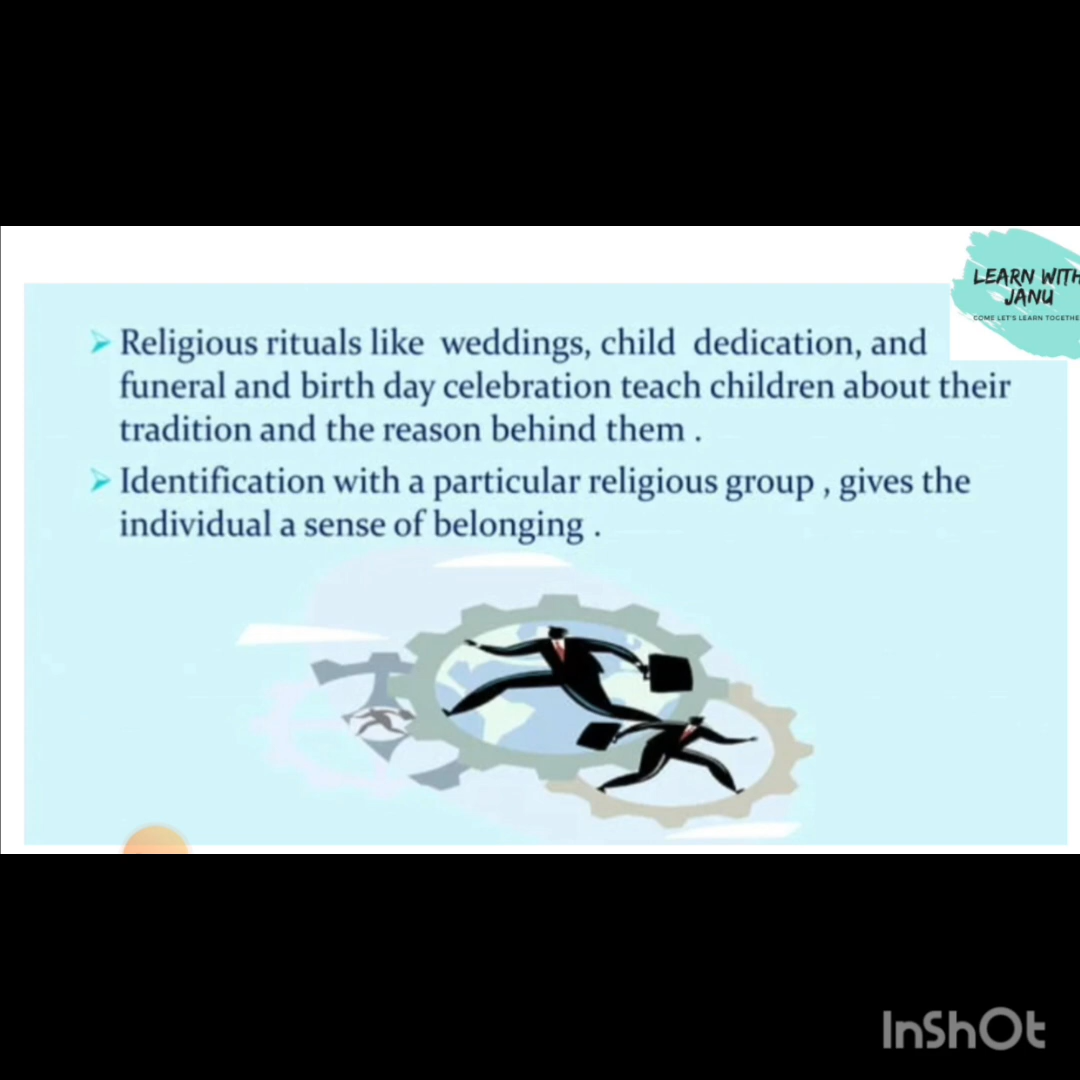 LEARN WITH
JANU
COME LET'S LEARN TOGETHE
Religious rituals like weddings, child dedication, and
funeral and birth day celebration teach children about their
tradition and the reason behind them .
Identification with a particular religious group , gives the
individual a sense of belonging .
InShOt